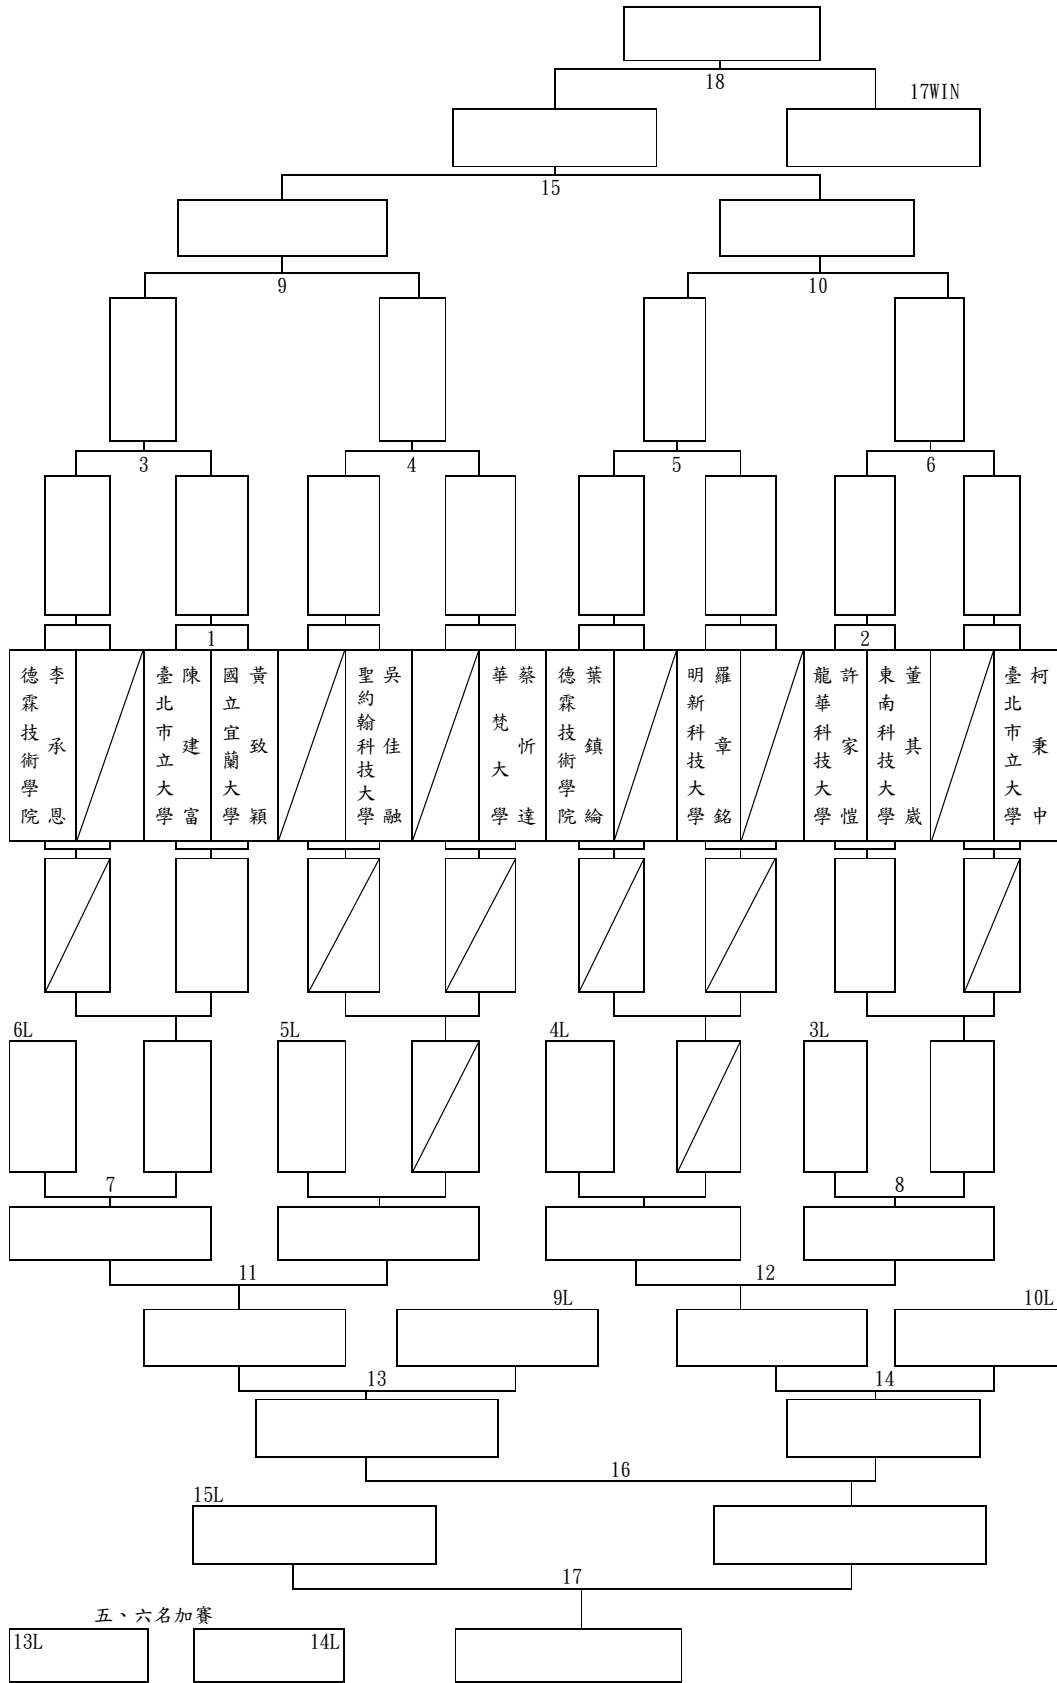 18
17WIN
15
9
10
3
4
5
6
1
2
德霖技術學院
李承恩
臺北市立大學
陳建富
國立宜蘭大學
黃致穎
聖約翰科技大學
吳佳融
華梵大學
蔡忻達
德霖技術學院
葉鎮綸
明新科技大學
羅章銘
龍華科技大學
許家愷
東南科技大學
董其崴
臺北市立大學
柯秉中
6L
5L
4L
3L
7
8
11
12
9L
10L
13
14
16
15L
17
五、六名加賽
13L
14L